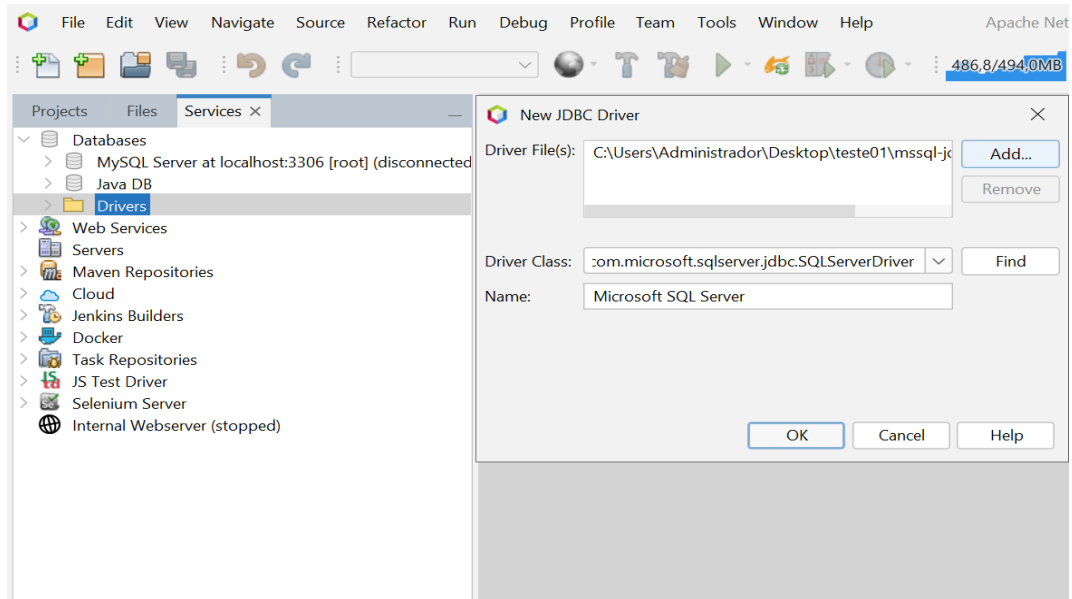 File Edit View Navigate Source Refactor Run Debug Profile Team Tools Window Help Apache Net
486,8/494,0MB
Projects Files Services
Databases
MySQL Server at localhost:3306 [root] (disconnected
Java DB
Drivers
Web Services
Servers
Maven Repositories
Cloud
Jenkins Builders
Docker
Task Repositories
JS Test Driver
Selenium Server
Internal Webserver (stopped)
New JDBC Driver
Driver File(s): C:\Users\Administrador\Desktop\teste01\mssql-jd Add...
Remove
Driver Class: com.microsoft.sqlserver.jdbc.SQLServerDriver Find
Name: Microsoft SQL Server
OK Cancel Help